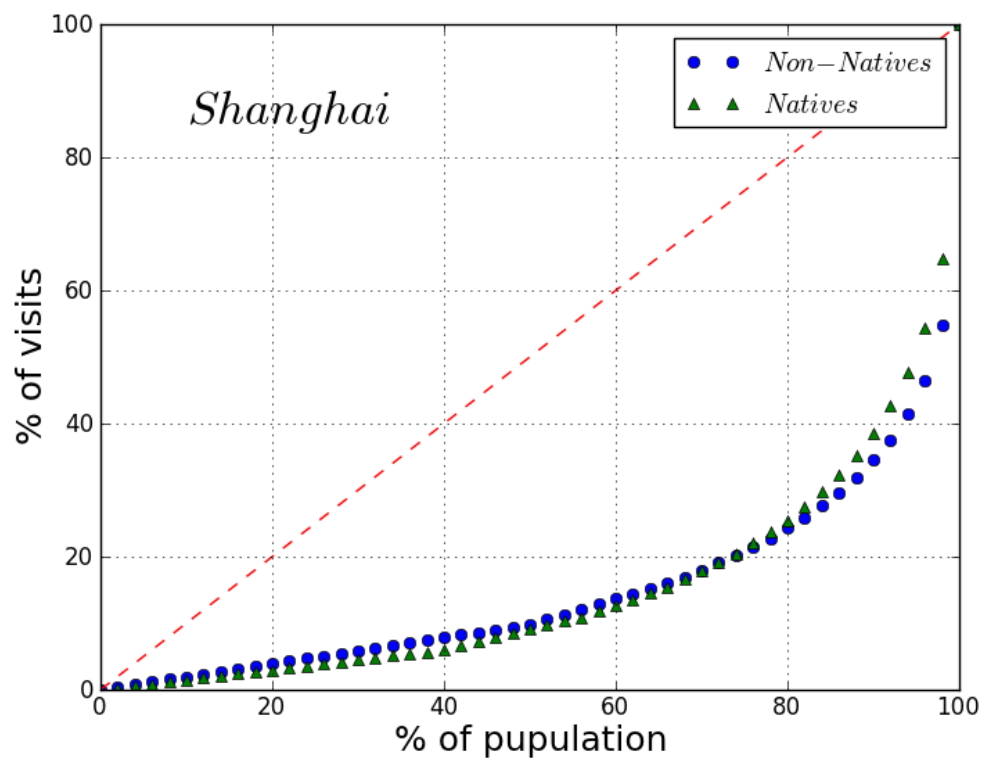 Shanghai
Non-Natives
Natives
% of visits
100
80
60
40
20
0
0 20 40 60 80 100
% of pupulation